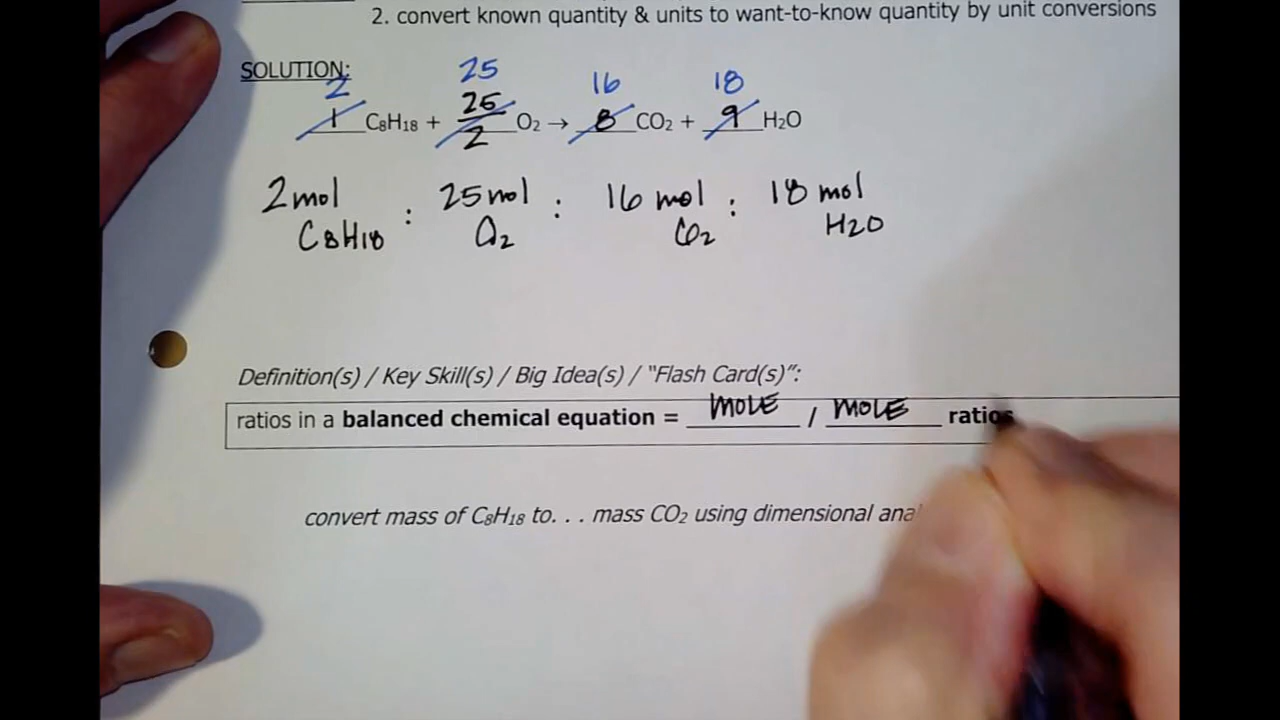 2. convert known quantity & units to want-to-know quantity by unit conversions
SOLUTION:
2 25 16 18
1 C8H18 + 25/2 O2 → 8 CO2 + 9 H2O
2 mol : 25 mol : 16 mol : 18 mol
C8H18 O2 CO2 H2O
Definition(s) / Key Skill(s) / Big Idea(s) / “Flash Card(s)”:
ratios in a balanced chemical equation = MOLE / MOLE ratios
convert mass of C8H18 to. . . mass CO2 using dimensional